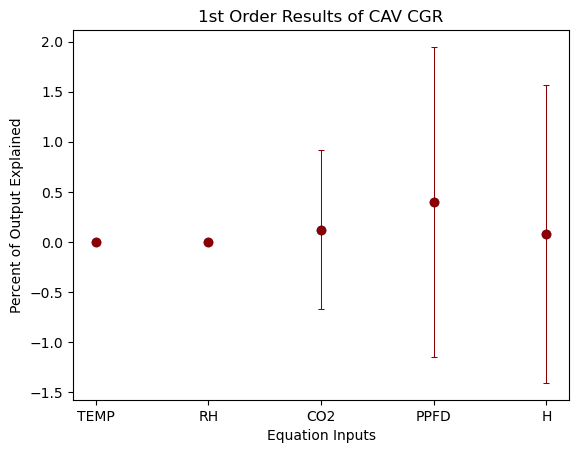 1st Order Results of CAV CGR
Percent of Output Explained
2.0
1.5
1.0
0.5
0.0
−0.5
−1.0
−1.5
TEMP RH CO2 PPFD H
Equation Inputs